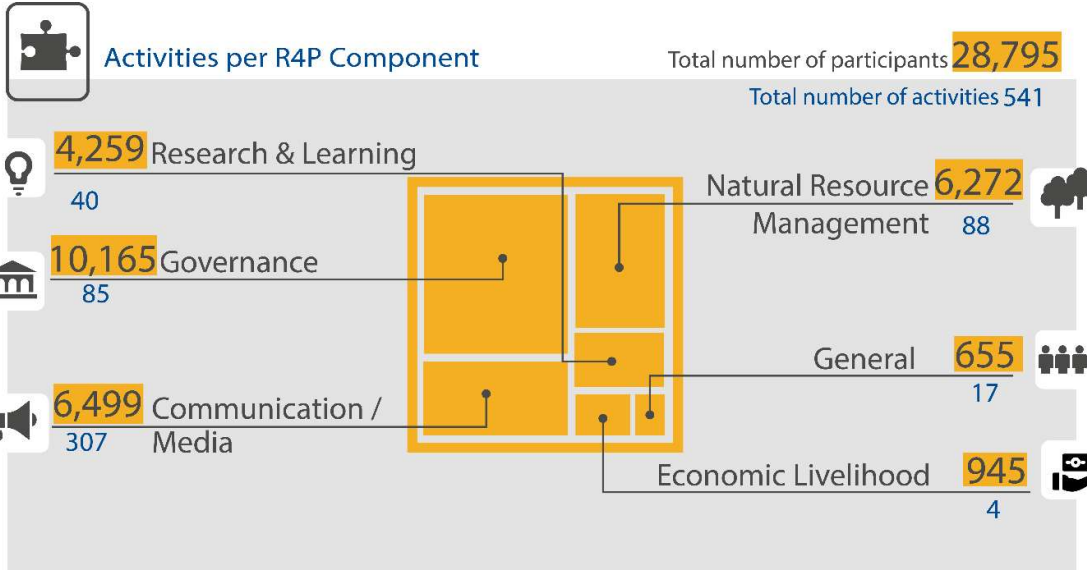 Activities per R4P Component
Total number of participants 28,795
Total number of activities 541
4,259 Research & Learning
40
10,165 Governance
85
6,499 Communication /
Media
307
Natural Resource 6,272
Management 88
General 655
17
Economic Livelihood 945
4